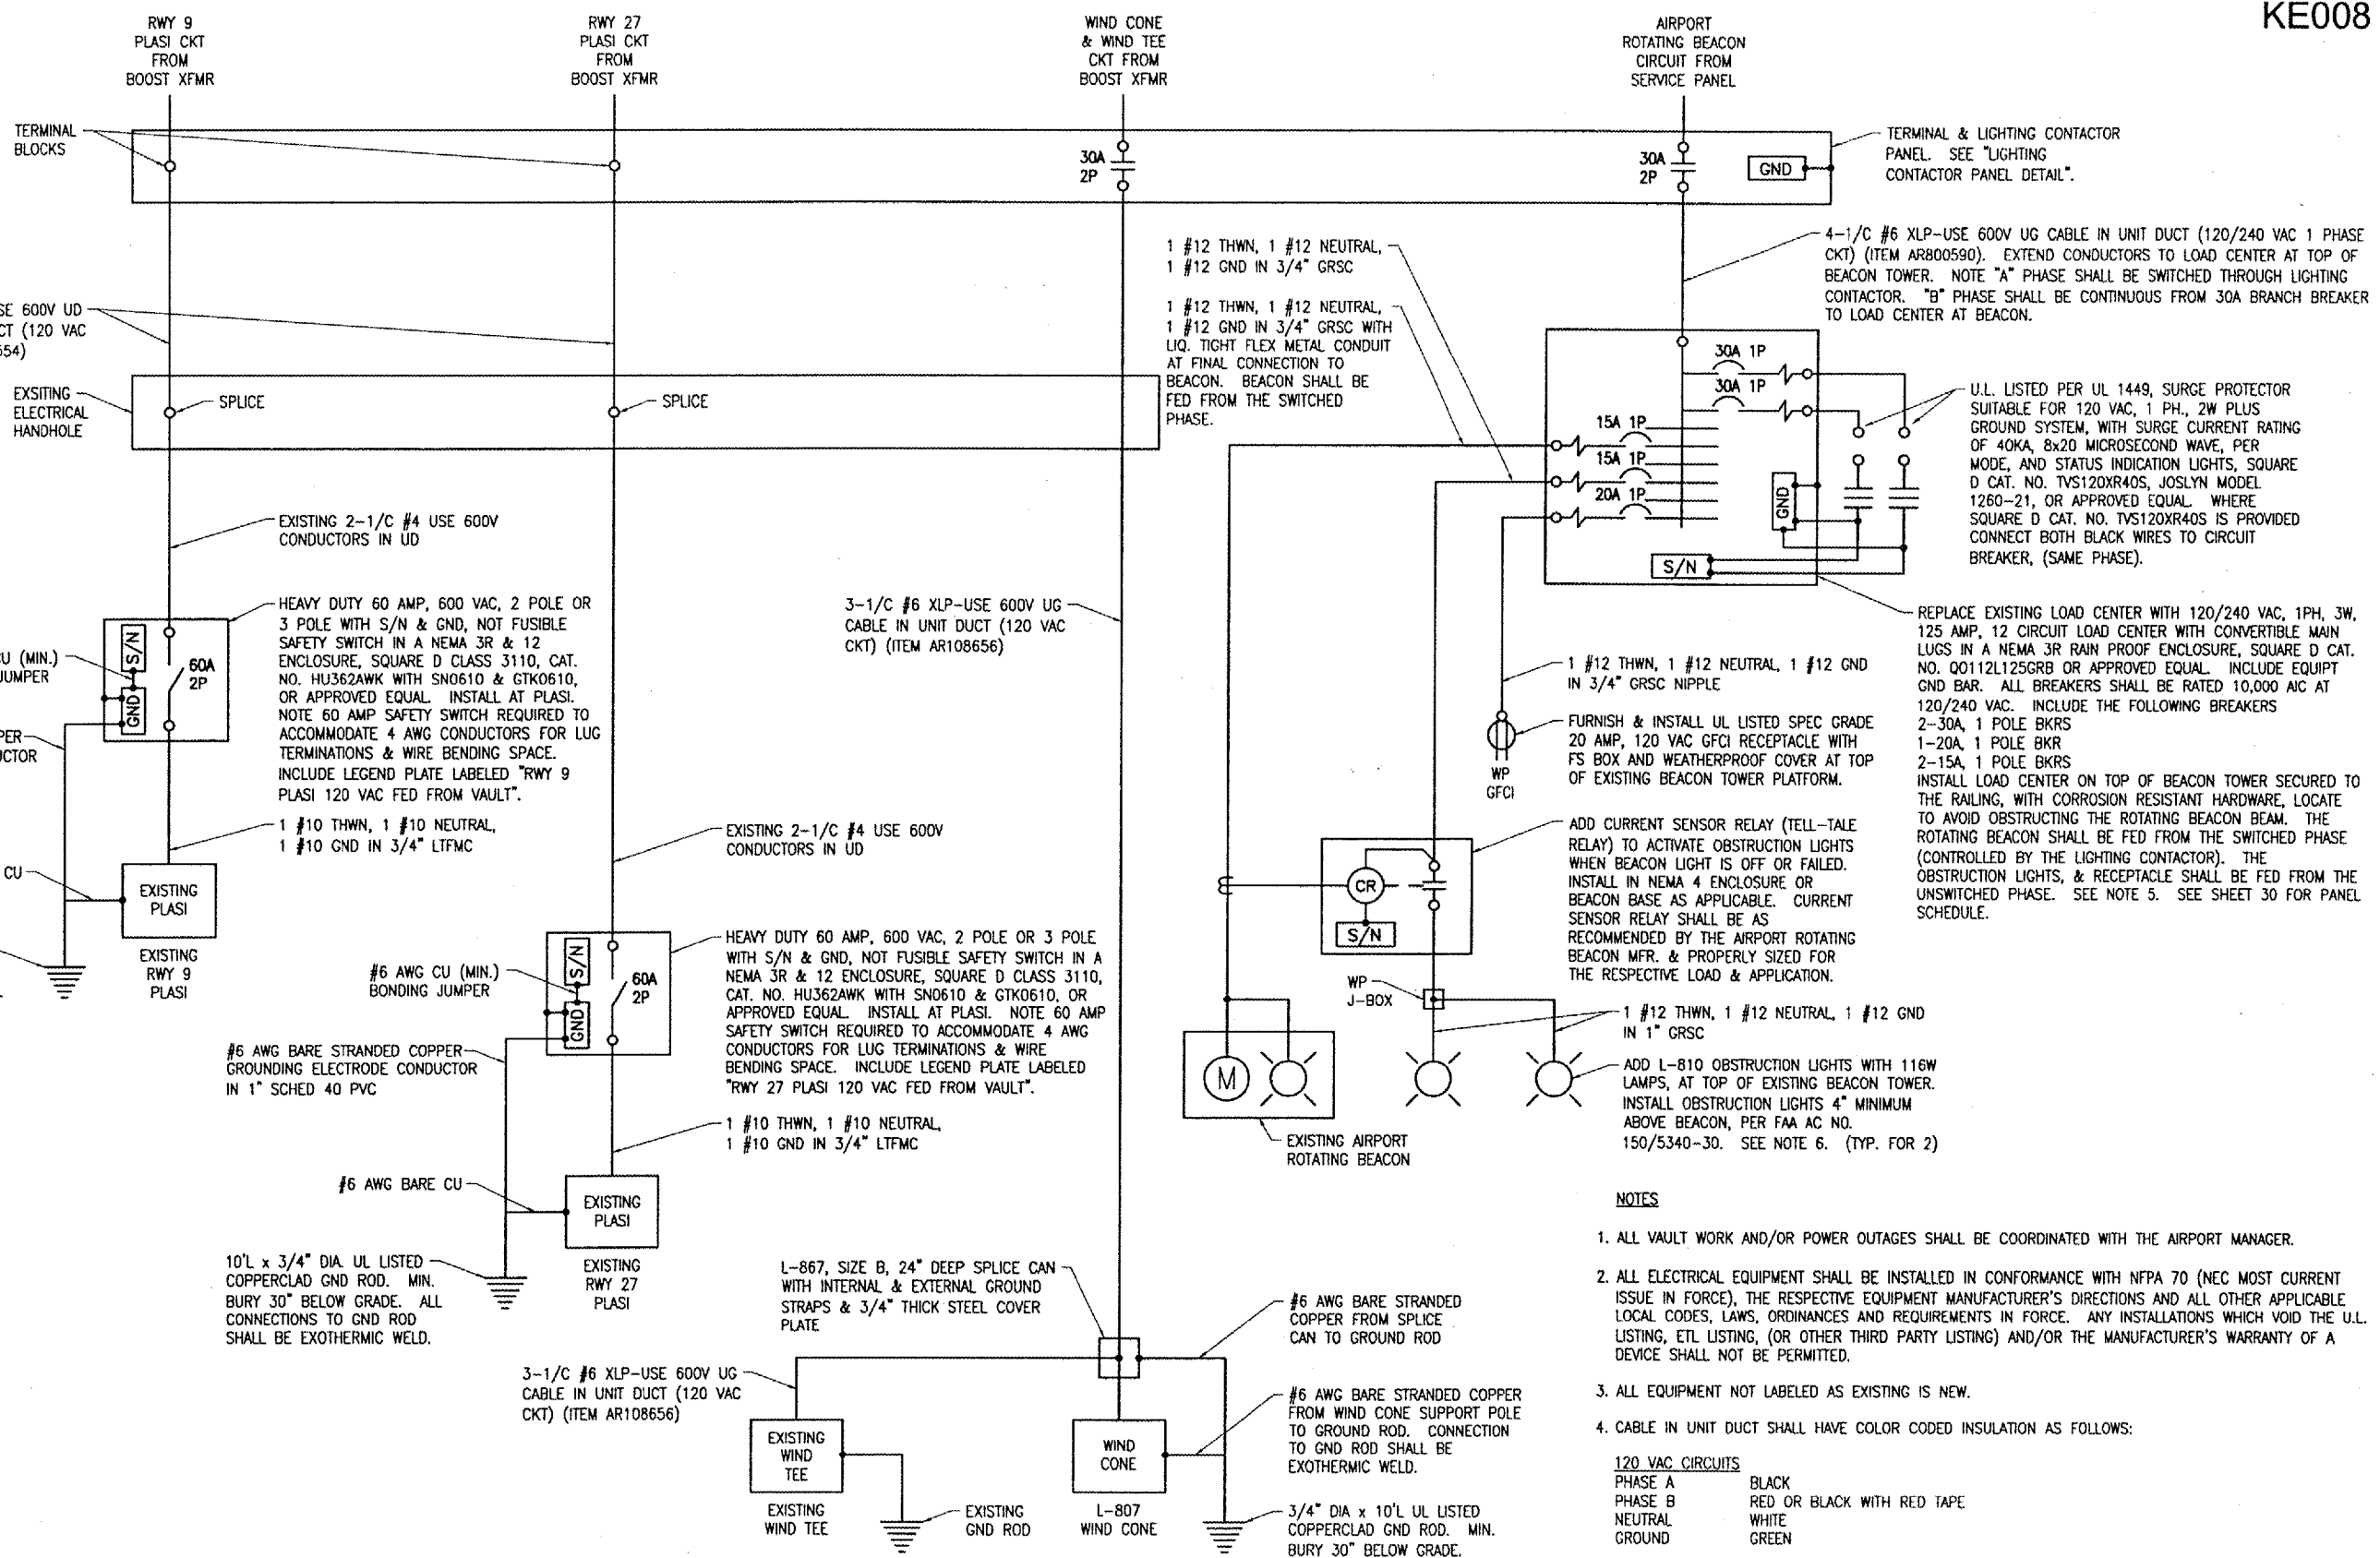 KE008
RWY 9
PLASI CKT
FROM
BOOST XFMR
RWY 27
PLASI CKT
FROM
BOOST XFMR
WIND CONE
& WIND TEE
CKT FROM
BOOST XFMR
AIRPORT
ROTATING BEACON
CIRCUIT FROM
SERVICE PANEL
TERMINAL
BLOCKS
30A
2P
30A
2P
GND
TERMINAL & LIGHTING CONTACTOR
PANEL. SEE "LIGHTING
CONTACTOR PANEL DETAIL".
SE 600V UD
CT (120 VAC
654)
1 #12 THWN, 1 #12 NEUTRAL,
1 #12 GND IN 3/4" GRSC
1 #12 THWN, 1 #12 NEUTRAL,
1 #12 GND IN 3/4" GRSC WITH
LIQ. TIGHT FLEX METAL CONDUIT
AT FINAL CONNECTION TO
BEACON. BEACON SHALL BE
FED FROM THE SWITCHED
PHASE.
4-1/C #6 XLP-USE 600V UG CABLE IN UNIT DUCT (120/240 VAC 1 PHASE
CKT) (ITEM AR800590). EXTEND CONDUCTORS TO LOAD CENTER AT TOP OF
BEACON TOWER. NOTE "A" PHASE SHALL BE SWITCHED THROUGH LIGHTING
CONTACTOR. "B" PHASE SHALL BE CONTINUOUS FROM 30A BRANCH BREAKER
TO LOAD CENTER AT BEACON.
EXSITING
ELECTRICAL
HANDHOLE
SPLICE
SPLICE
30A 1P
30A 1P
15A 1P
15A 1P
20A 1P
GND
S/N
U.L. LISTED PER UL 1449, SURGE PROTECTOR
SUITABLE FOR 120 VAC, 1 PH., 2W PLUS
GROUND SYSTEM, WITH SURGE CURRENT RATING
OF 40KA, 8x20 MICROSECOND WAVE, PER
MODE, AND STATUS INDICATION LIGHTS, SQUARE
D CAT. NO. TVS120XR40S, JOSLYN MODEL
1260-21, OR APPROVED EQUAL. WHERE
SQUARE D CAT. NO. TVS120XR40S IS PROVIDED
CONNECT BOTH BLACK WIRES TO CIRCUIT
BREAKER, (SAME PHASE).
EXISTING 2-1/C #4 USE 600V
CONDUCTORS IN UD
S/N
GND
60A
2P
CU (MIN.)
JUMPER
PER
UCTOR
CU
HEAVY DUTY 60 AMP, 600 VAC, 2 POLE OR
3 POLE WITH S/N & GND, NOT FUSIBLE
SAFETY SWITCH IN A NEMA 3R & 12
ENCLOSURE, SQUARE D CLASS 3110, CAT.
NO. HU362AWK WITH SN0610 & GTK0610,
OR APPROVED EQUAL. INSTALL AT PLASI.
NOTE 60 AMP SAFETY SWITCH REQUIRED TO
ACCOMMODATE 4 AWG CONDUCTORS FOR LUG
TERMINATIONS & WIRE BENDING SPACE.
INCLUDE LEGEND PLATE LABELED "RWY 9
PLASI 120 VAC FED FROM VAULT".
1 #10 THWN, 1 #10 NEUTRAL,
1 #10 GND IN 3/4" LTFMC
EXISTING
PLASI
EXISTING
RWY 9
PLASI
3-1/C #6 XLP-USE 600V UG
CABLE IN UNIT DUCT (120 VAC
CKT) (ITEM AR108656)
EXISTING 2-1/C #4 USE 600V
CONDUCTORS IN UD
1 #12 THWN, 1 #12 NEUTRAL, 1 #12 GND
IN 3/4" GRSC NIPPLE
WP
GFCI
FURNISH & INSTALL UL LISTED SPEC GRADE
20 AMP, 120 VAC GFCI RECEPTACLE WITH
FS BOX AND WEATHERPROOF COVER AT TOP
OF EXISTING BEACON TOWER PLATFORM.
REPLACE EXISTING LOAD CENTER WITH 120/240 VAC, 1PH, 3W,
125 AMP, 12 CIRCUIT LOAD CENTER WITH CONVERTIBLE MAIN
LUGS IN A NEMA 3R RAIN PROOF ENCLOSURE, SQUARE D CAT.
NO. QO112L125GRB OR APPROVED EQUAL. INCLUDE EQUIPT
GND BAR. ALL BREAKERS SHALL BE RATED 10,000 AIC AT
120/240 VAC. INCLUDE THE FOLLOWING BREAKERS
2-30A, 1 POLE BKRS
1-20A, 1 POLE BKR
2-15A, 1 POLE BKRS
INSTALL LOAD CENTER ON TOP OF BEACON TOWER SECURED TO
THE RAILING, WITH CORROSION RESISTANT HARDWARE, LOCATE
TO AVOID OBSTRUCTING THE ROTATING BEACON BEAM. THE
ROTATING BEACON SHALL BE FED FROM THE SWITCHED PHASE
(CONTROLLED BY THE LIGHTING CONTACTOR). THE
OBSTRUCTION LIGHTS, & RECEPTACLE SHALL BE FED FROM THE
UNSWITCHED PHASE. SEE NOTE 5. SEE SHEET 30 FOR PANEL
SCHEDULE.
CR
S/N
ADD CURRENT SENSOR RELAY (TELL-TALE
RELAY) TO ACTIVATE OBSTRUCTION LIGHTS
WHEN BEACON LIGHT IS OFF OR FAILED.
INSTALL IN NEMA 4 ENCLOSURE OR
BEACON BASE AS APPLICABLE. CURRENT
SENSOR RELAY SHALL BE AS
RECOMMENDED BY THE AIRPORT ROTATING
BEACON MFR. & PROPERLY SIZED FOR
THE RESPECTIVE LOAD & APPLICATION.
#6 AWG CU (MIN.)
BONDING JUMPER
S/N
GND
60A
2P
HEAVY DUTY 60 AMP, 600 VAC, 2 POLE OR 3 POLE
WITH S/N & GND, NOT FUSIBLE SAFETY SWITCH IN A
NEMA 3R & 12 ENCLOSURE, SQUARE D CLASS 3110,
CAT. NO. HU362AWK WITH SN0610 & GTK0610, OR
APPROVED EQUAL. INSTALL AT PLASI. NOTE 60 AMP
SAFETY SWITCH REQUIRED TO ACCOMMODATE 4 AWG
CONDUCTORS FOR LUG TERMINATIONS & WIRE
BENDING SPACE. INCLUDE LEGEND PLATE LABELED
"RWY 27 PLASI 120 VAC FED FROM VAULT".
#6 AWG BARE STRANDED COPPER
GROUNDING ELECTRODE CONDUCTOR
IN 1" SCHED 40 PVC
1 #10 THWN, 1 #10 NEUTRAL,
1 #10 GND IN 3/4" LTFMC
#6 AWG BARE CU
EXISTING
PLASI
EXISTING
RWY 27
PLASI
WP
J-BOX
M
EXISTING AIRPORT
ROTATING BEACON
1 #12 THWN, 1 #12 NEUTRAL, 1 #12 GND
IN 1" GRSC
ADD L-810 OBSTRUCTION LIGHTS WITH 116W
LAMPS, AT TOP OF EXISTING BEACON TOWER.
INSTALL OBSTRUCTION LIGHTS 4" MINIMUM
ABOVE BEACON, PER FAA AC NO.
150/5340-30. SEE NOTE 6. (TYP. FOR 2)
10'L x 3/4" DIA. UL LISTED
COPPERCLAD GND ROD. MIN.
BURY 30" BELOW GRADE. ALL
CONNECTIONS TO GND ROD
SHALL BE EXOTHERMIC WELD.
L-867, SIZE B, 24" DEEP SPLICE CAN
WITH INTERNAL & EXTERNAL GROUND
STRAPS & 3/4" THICK STEEL COVER
PLATE
#6 AWG BARE STRANDED
COPPER FROM SPLICE
CAN TO GROUND ROD
3-1/C #6 XLP-USE 600V UG
CABLE IN UNIT DUCT (120 VAC
CKT) (ITEM AR108656)
#6 AWG BARE STRANDED COPPER
FROM WIND CONE SUPPORT POLE
TO GROUND ROD. CONNECTION
TO GND ROD SHALL BE
EXOTHERMIC WELD.
EXISTING
WIND
TEE
EXISTING
WIND TEE
EXISTING
GND ROD
WIND
CONE
L-807
WIND CONE
3/4" DIA x 10'L UL LISTED
COPPERCLAD GND ROD. MIN.
BURY 30" BELOW GRADE.
NOTES
1. ALL VAULT WORK AND/OR POWER OUTAGES SHALL BE COORDINATED WITH THE AIRPORT MANAGER.
2. ALL ELECTRICAL EQUIPMENT SHALL BE INSTALLED IN CONFORMANCE WITH NFPA 70 (NEC MOST CURRENT
ISSUE IN FORCE), THE RESPECTIVE EQUIPMENT MANUFACTURER'S DIRECTIONS AND ALL OTHER APPLICABLE
LOCAL CODES, LAWS, ORDINANCES AND REQUIREMENTS IN FORCE. ANY INSTALLATIONS WHICH VOID THE U.L.
LISTING, ETL LISTING, (OR OTHER THIRD PARTY LISTING) AND/OR THE MANUFACTURER'S WARRANTY OF A
DEVICE SHALL NOT BE PERMITTED.
3. ALL EQUIPMENT NOT LABELED AS EXISTING IS NEW.
4. CABLE IN UNIT DUCT SHALL HAVE COLOR CODED INSULATION AS FOLLOWS:
120 VAC CIRCUITS
PHASE A BLACK
PHASE B RED OR BLACK WITH RED TAPE
NEUTRAL WHITE
GROUND GREEN